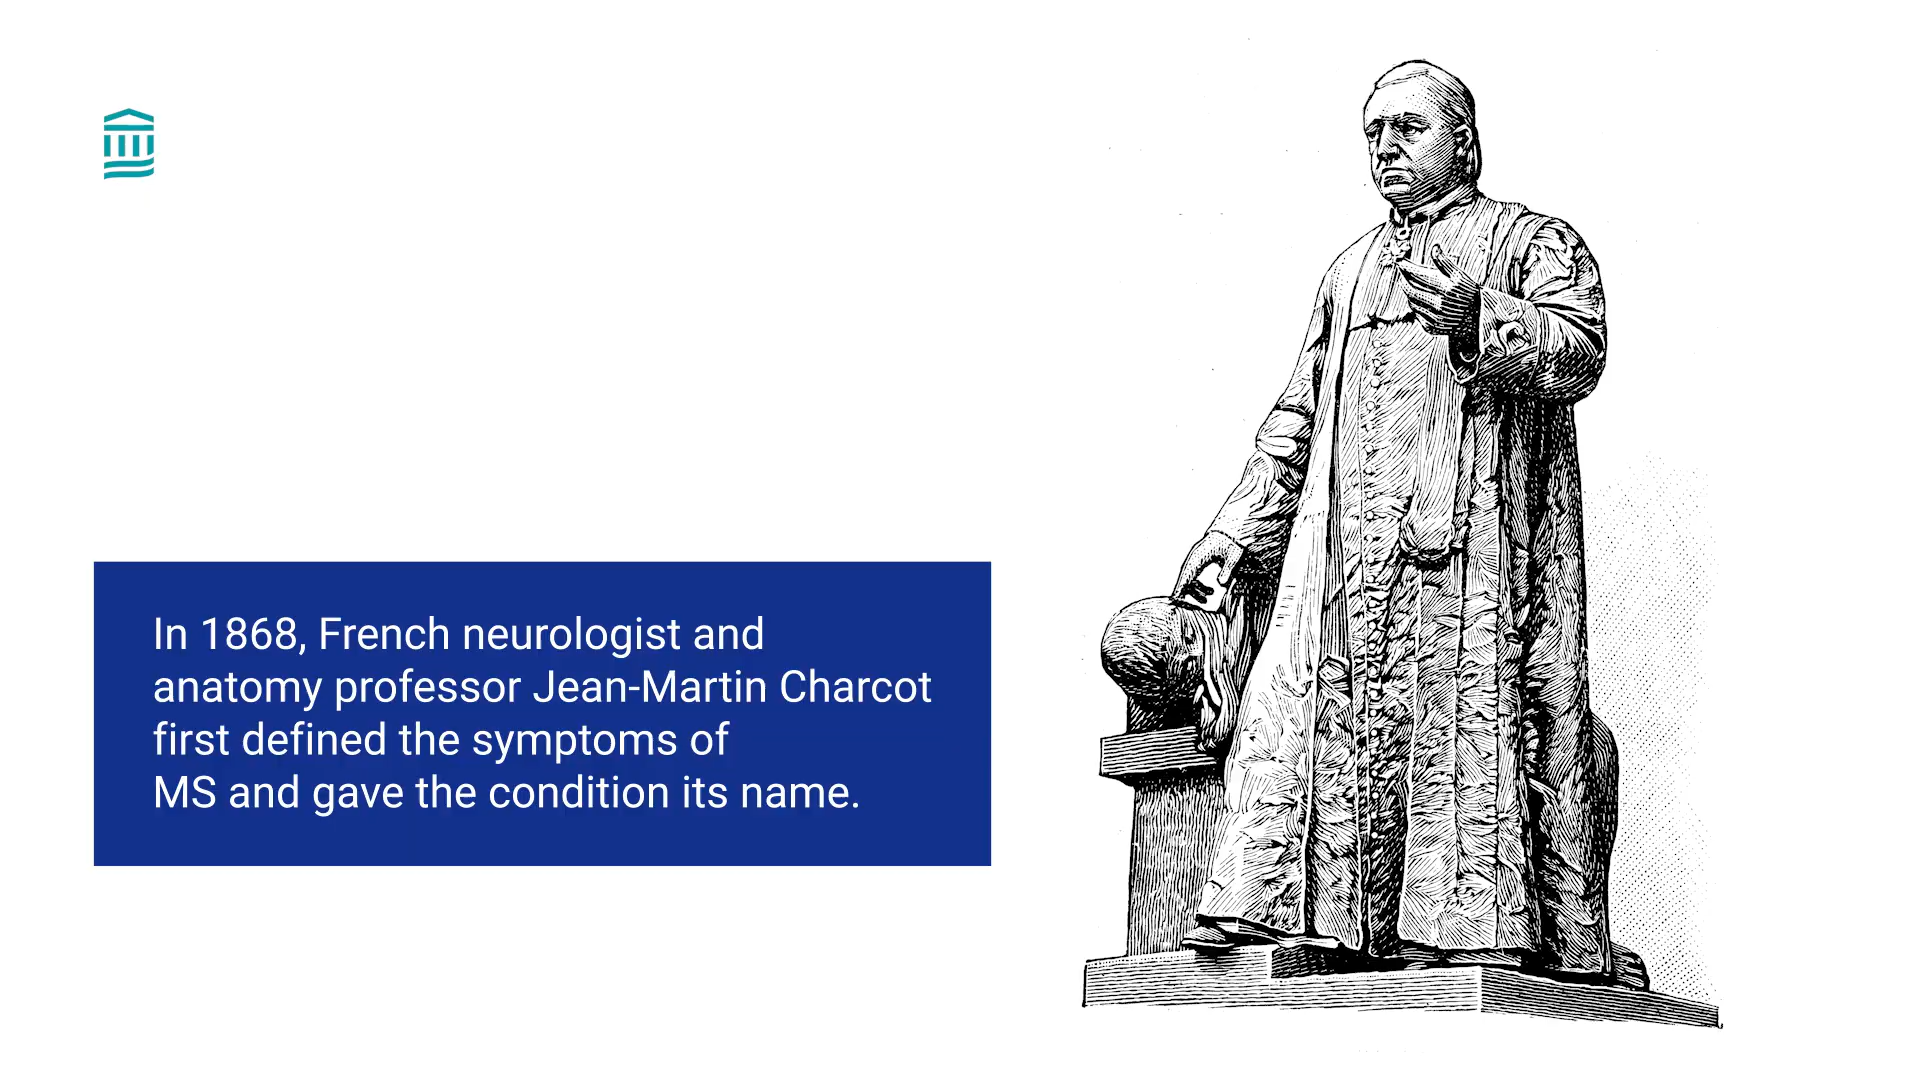 In 1868, French neurologist and
anatomy professor Jean-Martin Charcot
first defined the symptoms of
MS and gave the condition its name.